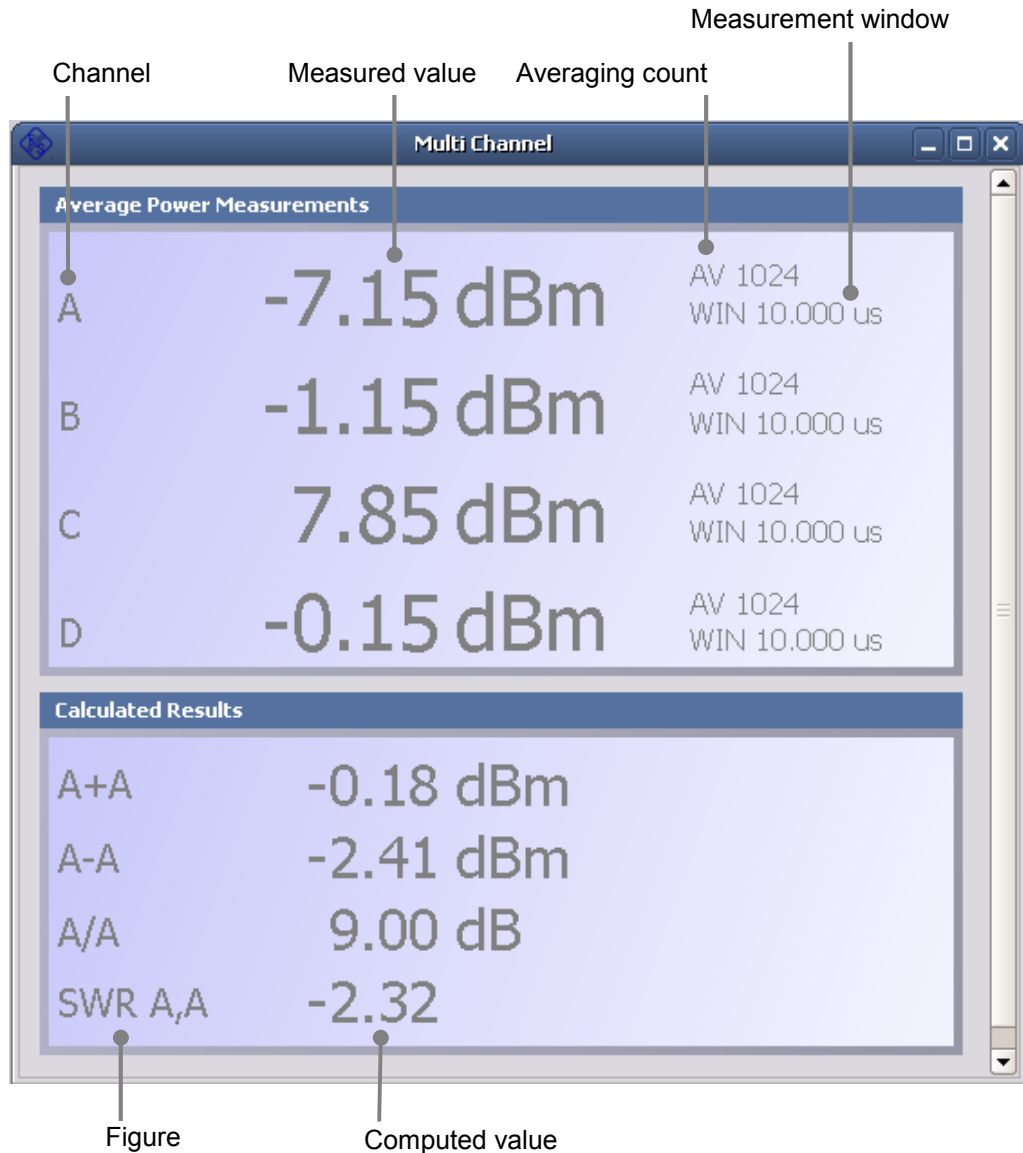 Measurement window
Channel Measured value Averaging count
Multi Channel
Average Power Measurements
A -7.15 dBm AV 1024
WIN 10.000 us
B -1.15 dBm AV 1024
WIN 10.000 us
C 7.85 dBm AV 1024
WIN 10.000 us
D -0.15 dBm AV 1024
WIN 10.000 us
Calculated Results
A+A -0.18 dBm
A-A -2.41 dBm
A/A 9.00 dB
SWR A,A -2.32
Figure Computed value